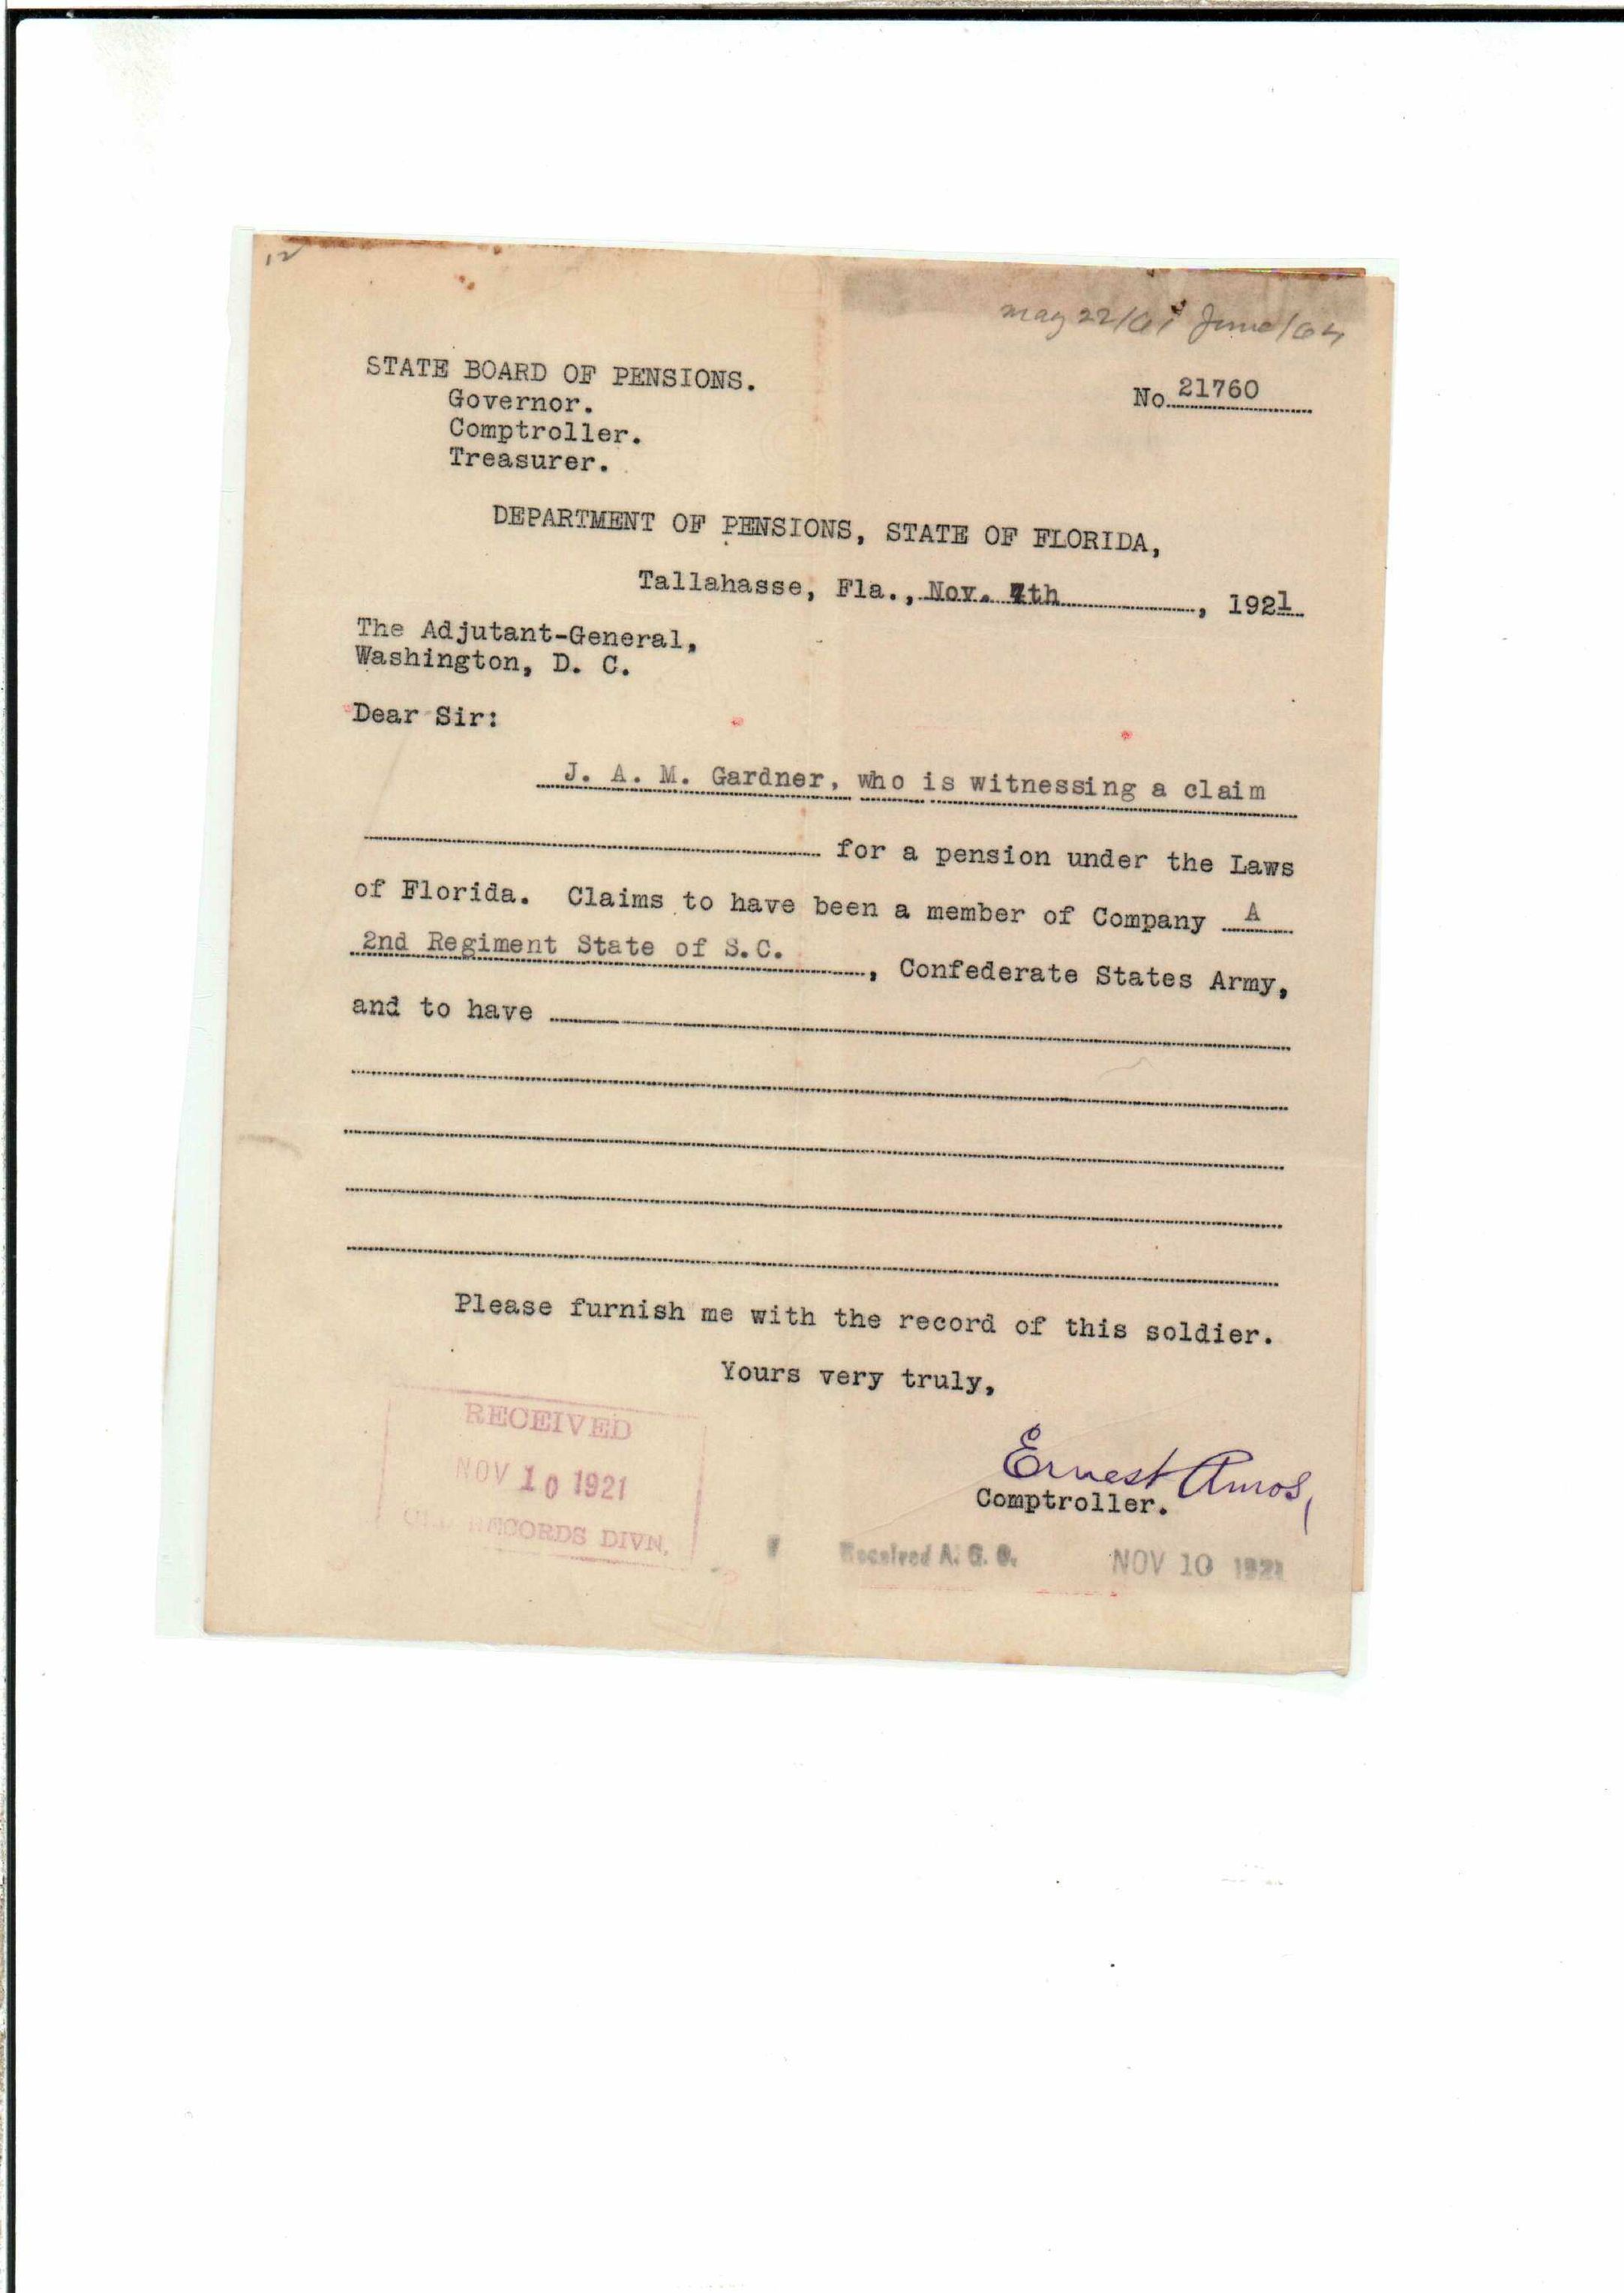 12
may 22/61 June/64
STATE BOARD OF PENSIONS.
Governor.
Comptroller.
Treasurer.
No. 21760
DEPARTMENT OF PENSIONS, STATE OF FLORIDA,
Tallahasse, Fla., Nov. 7th, 1921
The Adjutant-General,
Washington, D. C.
Dear Sir:
J. A. M. Gardner, who is witnessing a claim
for a pension under the Laws
of Florida. Claims to have been a member of Company A
2nd Regiment State of S.C., Confederate States Army,
and to have
Please furnish me with the record of this soldier.
Yours very truly,
Ernest Amos,
Comptroller.
RECEIVED
NOV 10 1921
RECORDS DIVN.
Received A. G. O. NOV 10 1921